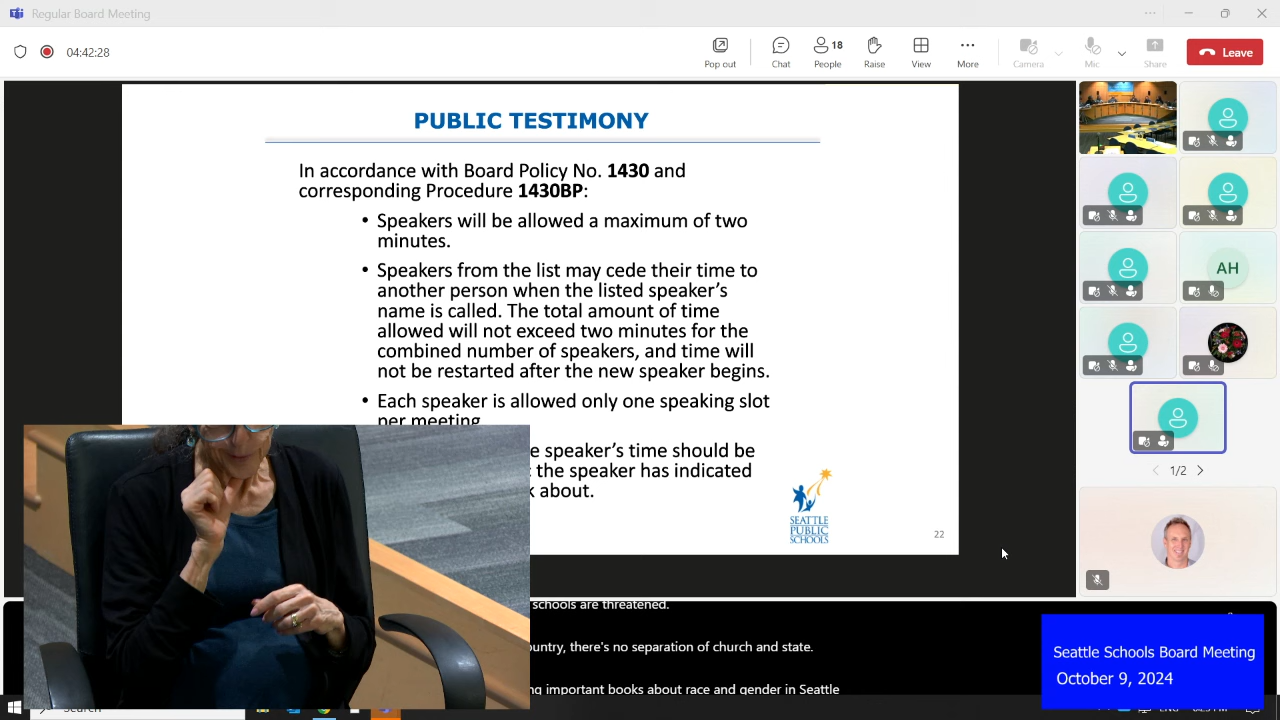 Regular Board Meeting
04:42:28
Pop out
Chat
18
People
Raise
View
More
Camera
Mic
Share
Leave
PUBLIC TESTIMONY
In accordance with Board Policy No. 1430 and
corresponding Procedure 1430BP:
• Speakers will be allowed a maximum of two
minutes.
• Speakers from the list may cede their time to
another person when the listed speaker's
name is called. The total amount of time
allowed will not exceed two minutes for the
combined number of speakers, and time will
not be restarted after the new speaker begins.
• Each speaker is allowed only one speaking slot
per meeting
speaker's time should be
the speaker has indicated
about.
SEATTLE
PUBLIC
SCHOOLS
22
AH
1/2
schools are threatened.
there's no separation of church and state.
important books about race and gender in Seattle
Seattle Schools Board Meeting
October 9, 2024
Search